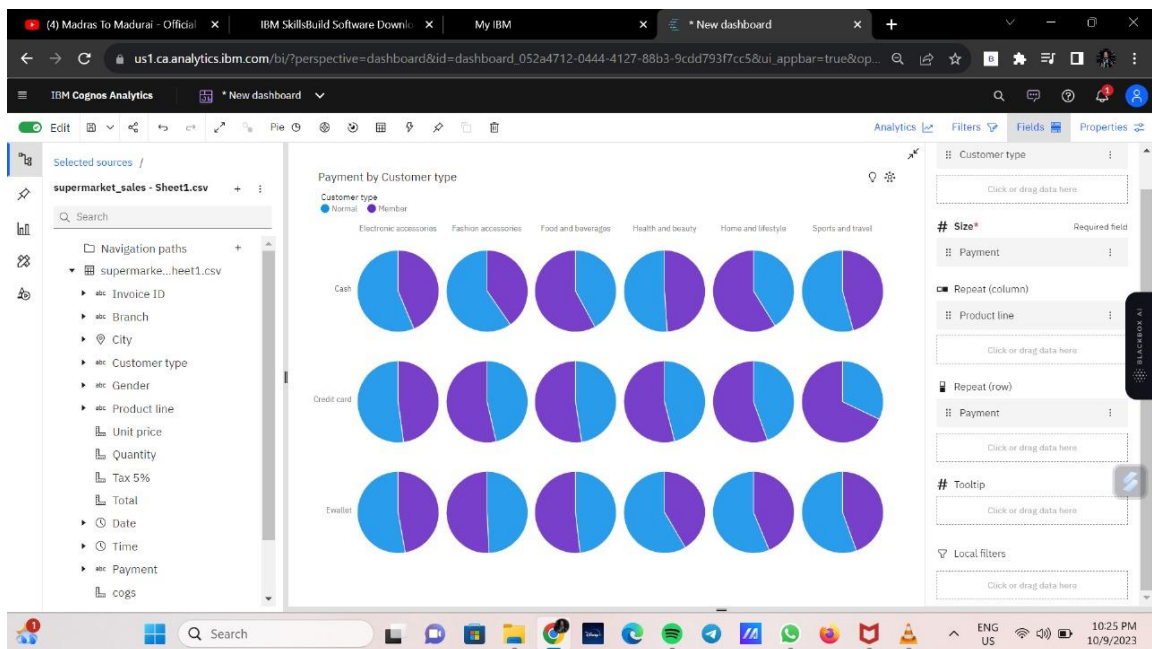 (4) Madras To Madurai - Official
IBM SkillsBuild Software Downlo
My IBM
* New dashboard
us1.ca.analytics.ibm.com/bi/?perspective=dashboard&id=dashboard_052a4712-0444-4127-88b3-9cdd793f7cc5&ui_appbar=true&op...
IBM Cognos Analytics
* New dashboard
Edit
Pie
Analytics
Filters
Fields
Properties
Selected sources /
supermarket_sales - Sheet1.csv
Search
Navigation paths
supermarke...heet1.csv
abc Invoice ID
abc Branch
City
abc Customer type
abc Gender
abc Product line
Unit price
Quantity
Tax 5%
Total
Date
Time
abc Payment
cogs
Payment by Customer type
Customer type
Normal Member
Electronic accessories Fashion accessories Food and beverages Health and beauty Home and lifestyle Sports and travel
Cash
Credit card
Ewallet
Customer type
Click or drag data here
# Size* Required field
Payment
Repeat (column)
Product line
Click or drag data here
Repeat (row)
Payment
Click or drag data here
# Tooltip
Click or drag data here
Local filters
Click or drag data here
BLACKBOX AI
1
Search
ENG
US
10:25 PM
10/9/2023